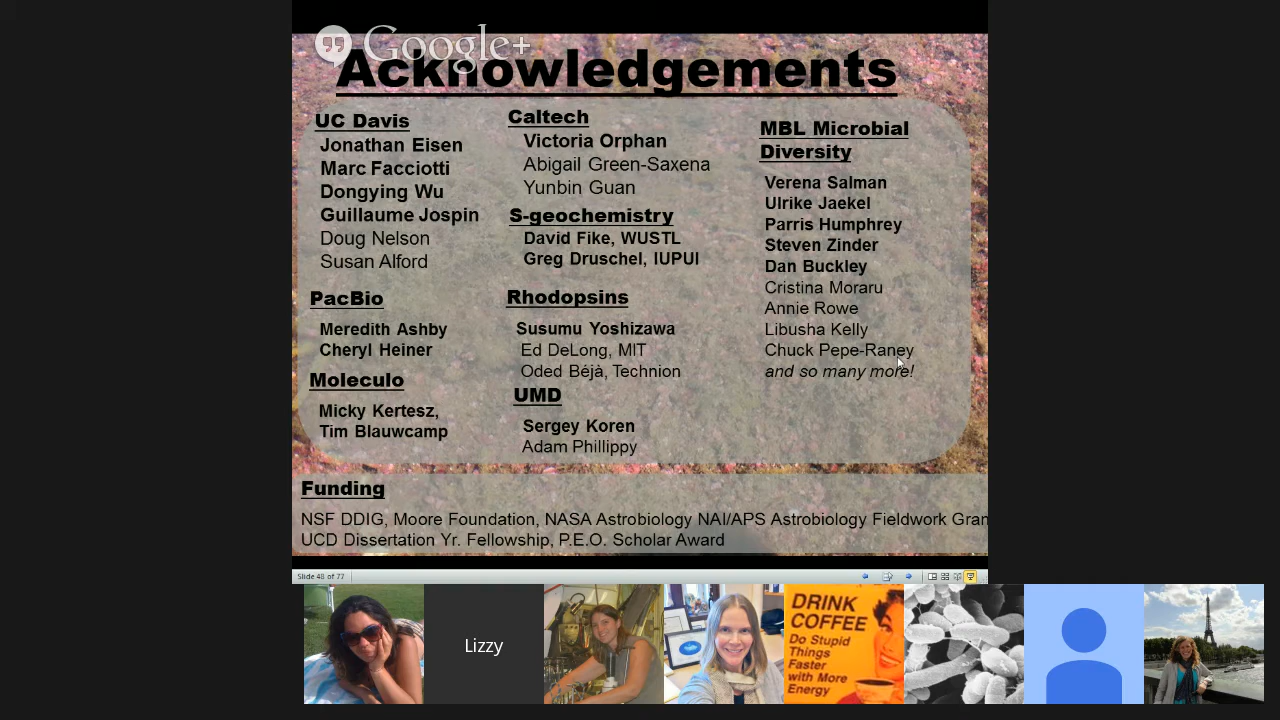 Google+
Acknowledgements
UC Davis
Jonathan Eisen
Marc Facciotti
Dongying Wu
Guillaume Jospin
Doug Nelson
Susan Alford
PacBio
Meredith Ashby
Cheryl Heiner
Moleculo
Micky Kertesz,
Tim Blauwcamp
Caltech
Victoria Orphan
Abigail Green-Saxena
Yunbin Guan
S-geochemistry
David Fike, WUSTL
Greg Druschel, IUPUI
Rhodopsins
Susumu Yoshizawa
Ed DeLong, MIT
Oded Béjà, Technion
UMD
Sergey Koren
Adam Phillippy
MBL Microbial
Diversity
Verena Salman
Ulrike Jaekel
Parris Humphrey
Steven Zinder
Dan Buckley
Cristina Moraru
Annie Rowe
Libusha Kelly
Chuck Pepe-Raney
and so many more!
Funding
NSF DDIG, Moore Foundation, NASA Astrobiology NAI/APS Astrobiology Fieldwork Gran
UCD Dissertation Yr. Fellowship, P.E.O. Scholar Award
Slide 48 of 77
Lizzy
DRINK
COFFEE
Do Stupid
Things
Faster
with More
Energy